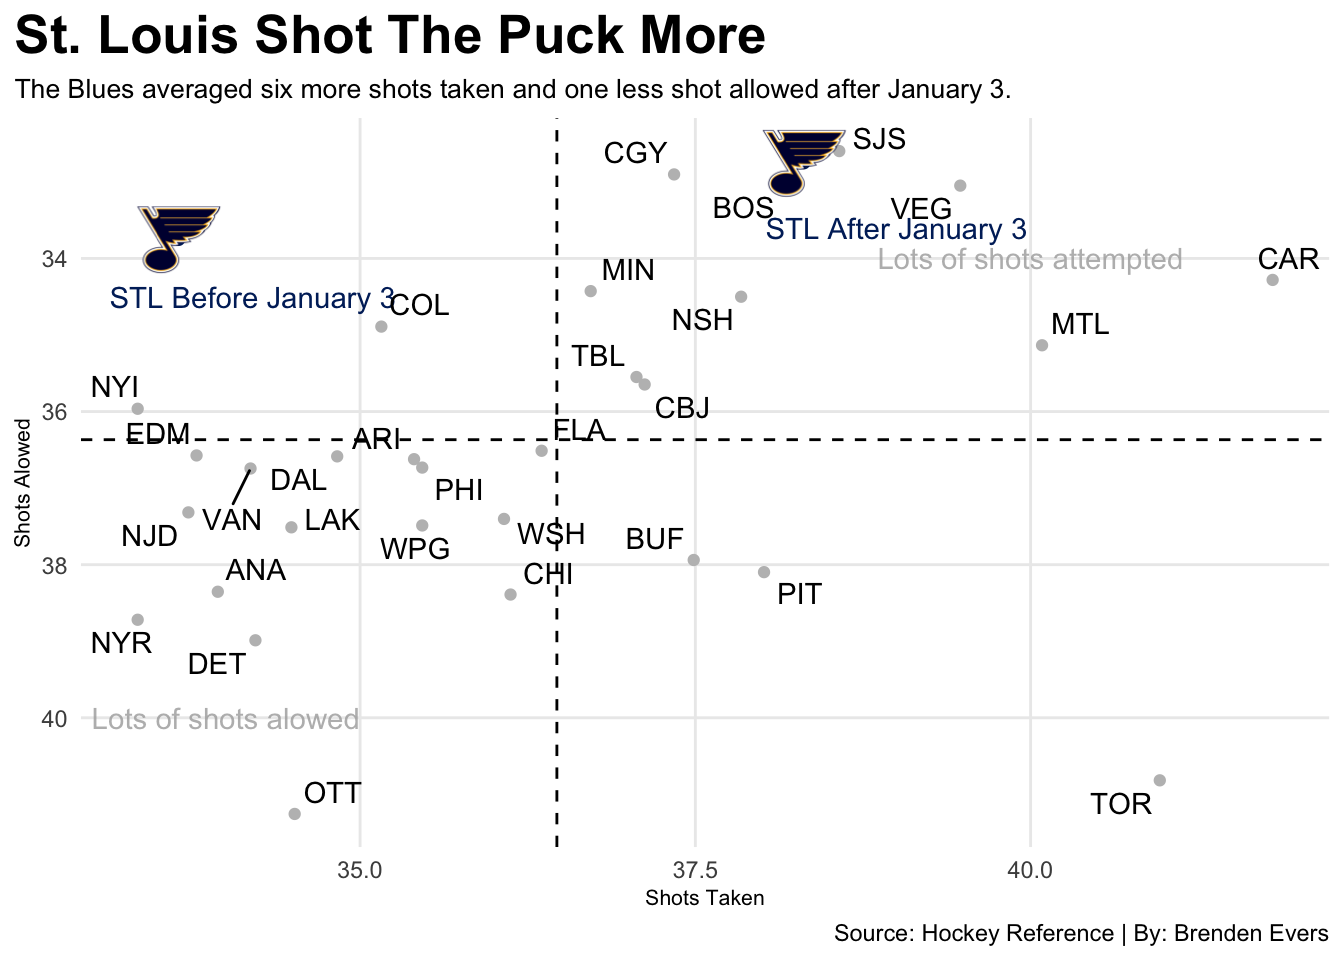 St. Louis Shot The Puck More
The Blues averaged six more shots taken and one less shot allowed after January 3.
SJS
CGY
BOS
VEG
STL After January 3
34
Lots of shots attempted
CAR
MIN
STL Before January 3
COL
NSH
MTL
TBL
NYI
36
CBJ
EDM
ARI
FLA
Shots Alowed
DAL
PHI
VAN
LAK
NJD
WSH
WPG
BUF
38
ANA
CHI
PIT
NYR
DET
40
Lots of shots alowed
OTT
TOR
35.0
37.5
40.0
Shots Taken
Source: Hockey Reference | By: Brenden Evers